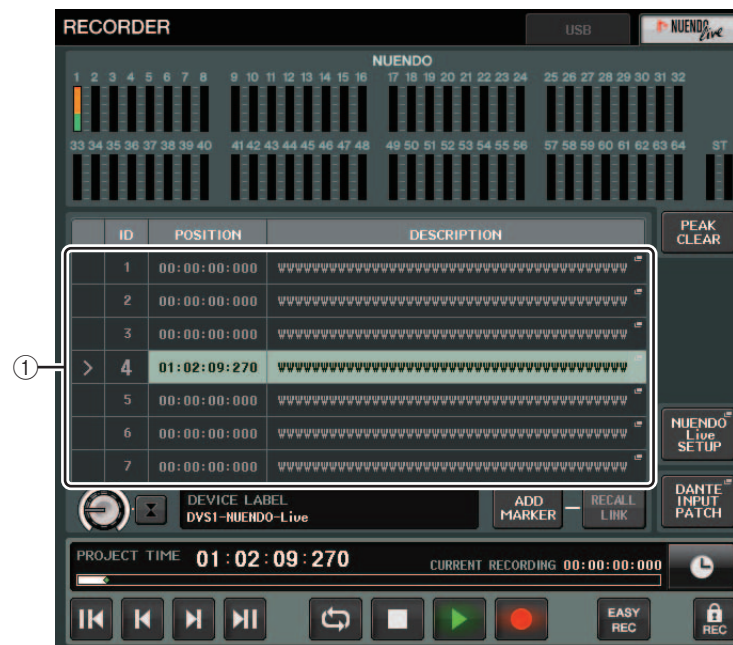 RECORDER
USB
NUENDO live
NUENDO
1 2 3 4 5 6 7 8 9 10 11 12 13 14 15 16 17 18 19 20 21 22 23 24 25 26 27 28 29 30 31 32
33 34 35 36 37 38 39 40 41 42 43 44 45 46 47 48 49 50 51 52 53 54 55 56 57 58 59 60 61 62 63 64 ST
ID POSITION DESCRIPTION
PEAK CLEAR
1 00:00:00:000
2 00:00:00:000
3 00:00:00:000
① > 4 01:02:09:270
5 00:00:00:000
6 00:00:00:000
7 00:00:00:000
NUENDO Live SETUP
DEVICE LABEL
DVS1-NUENDO-Live
ADD MARKER
RECALL LINK
DANTE INPUT PATCH
PROJECT TIME 01:02:09:270 CURRENT RECORDING 00:00:00:000
EASY REC
REC